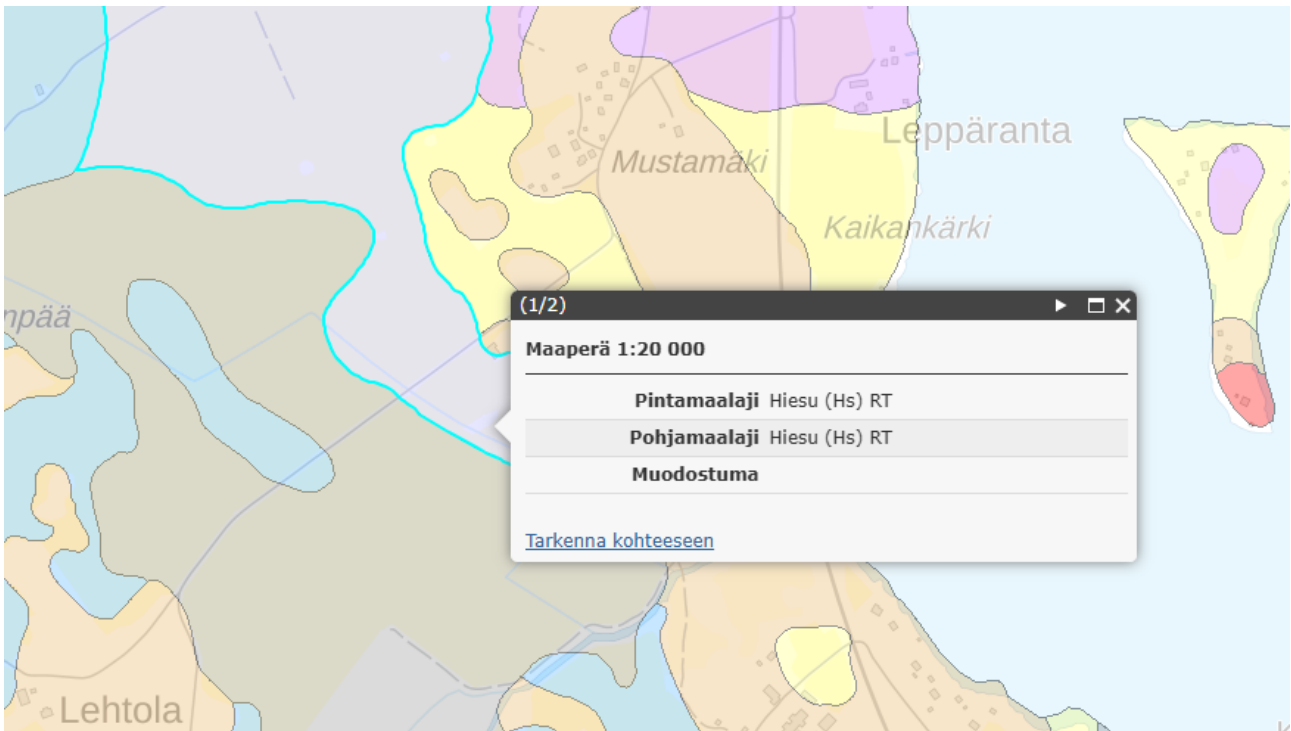 Leppäranta
Mustamäki
Kaikankärki
npää
(1/2)
Maaperä 1:20 000
Pintamaalaji Hiesu (Hs) RT
Pohjamaalaji Hiesu (Hs) RT
Muodostuma
Tarkenna kohteeseen
Lehtola